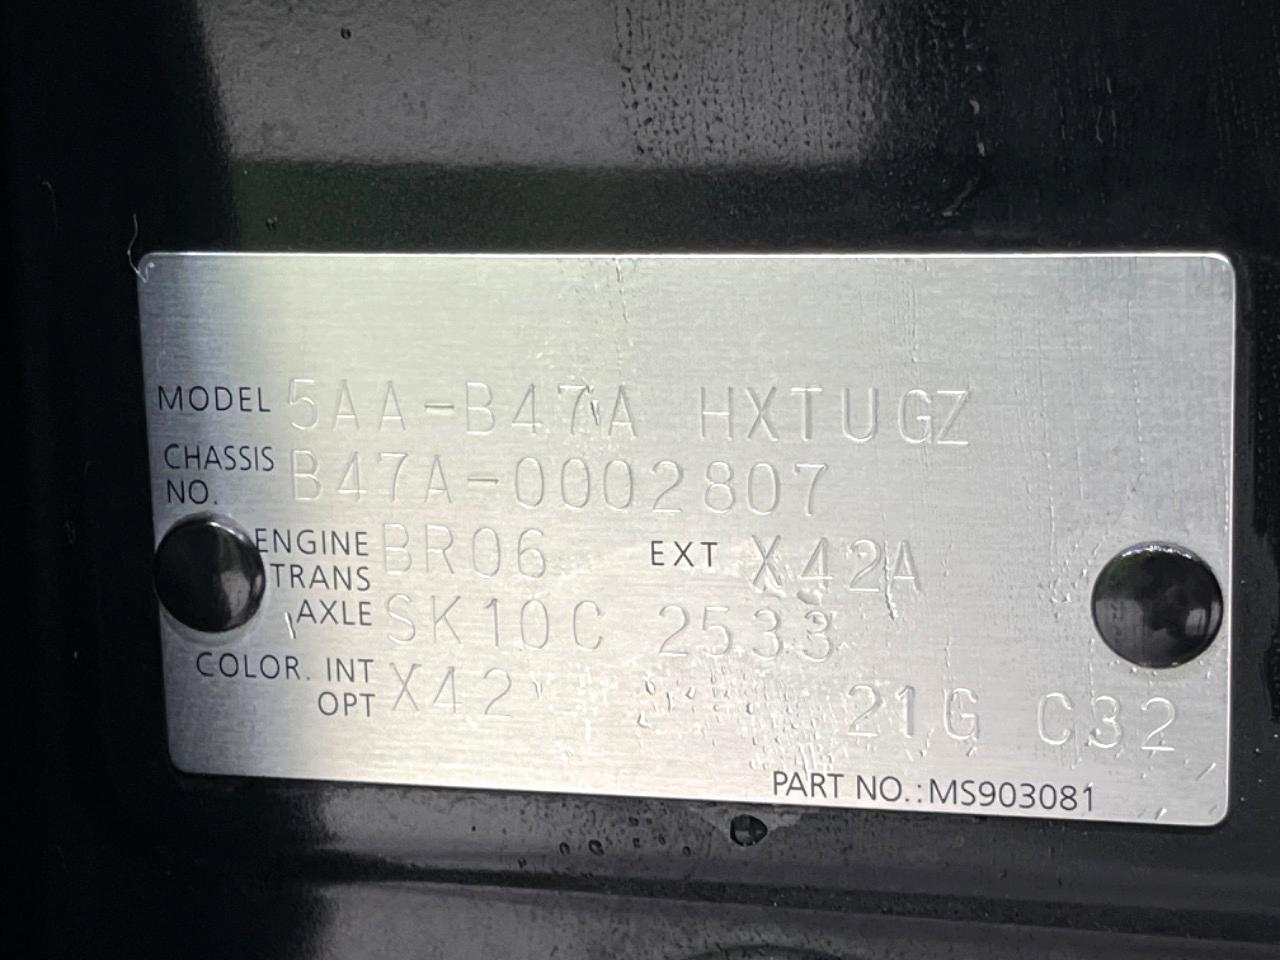 MODEL 5AA-B47A HXTUGZ
CHASSIS NO. B47A-0002807
ENGINE BR06 EXT X42A
TRANS AXLE SK10C 2533
COLOR. INT OPT X42 21G C32
PART NO.:MS903081